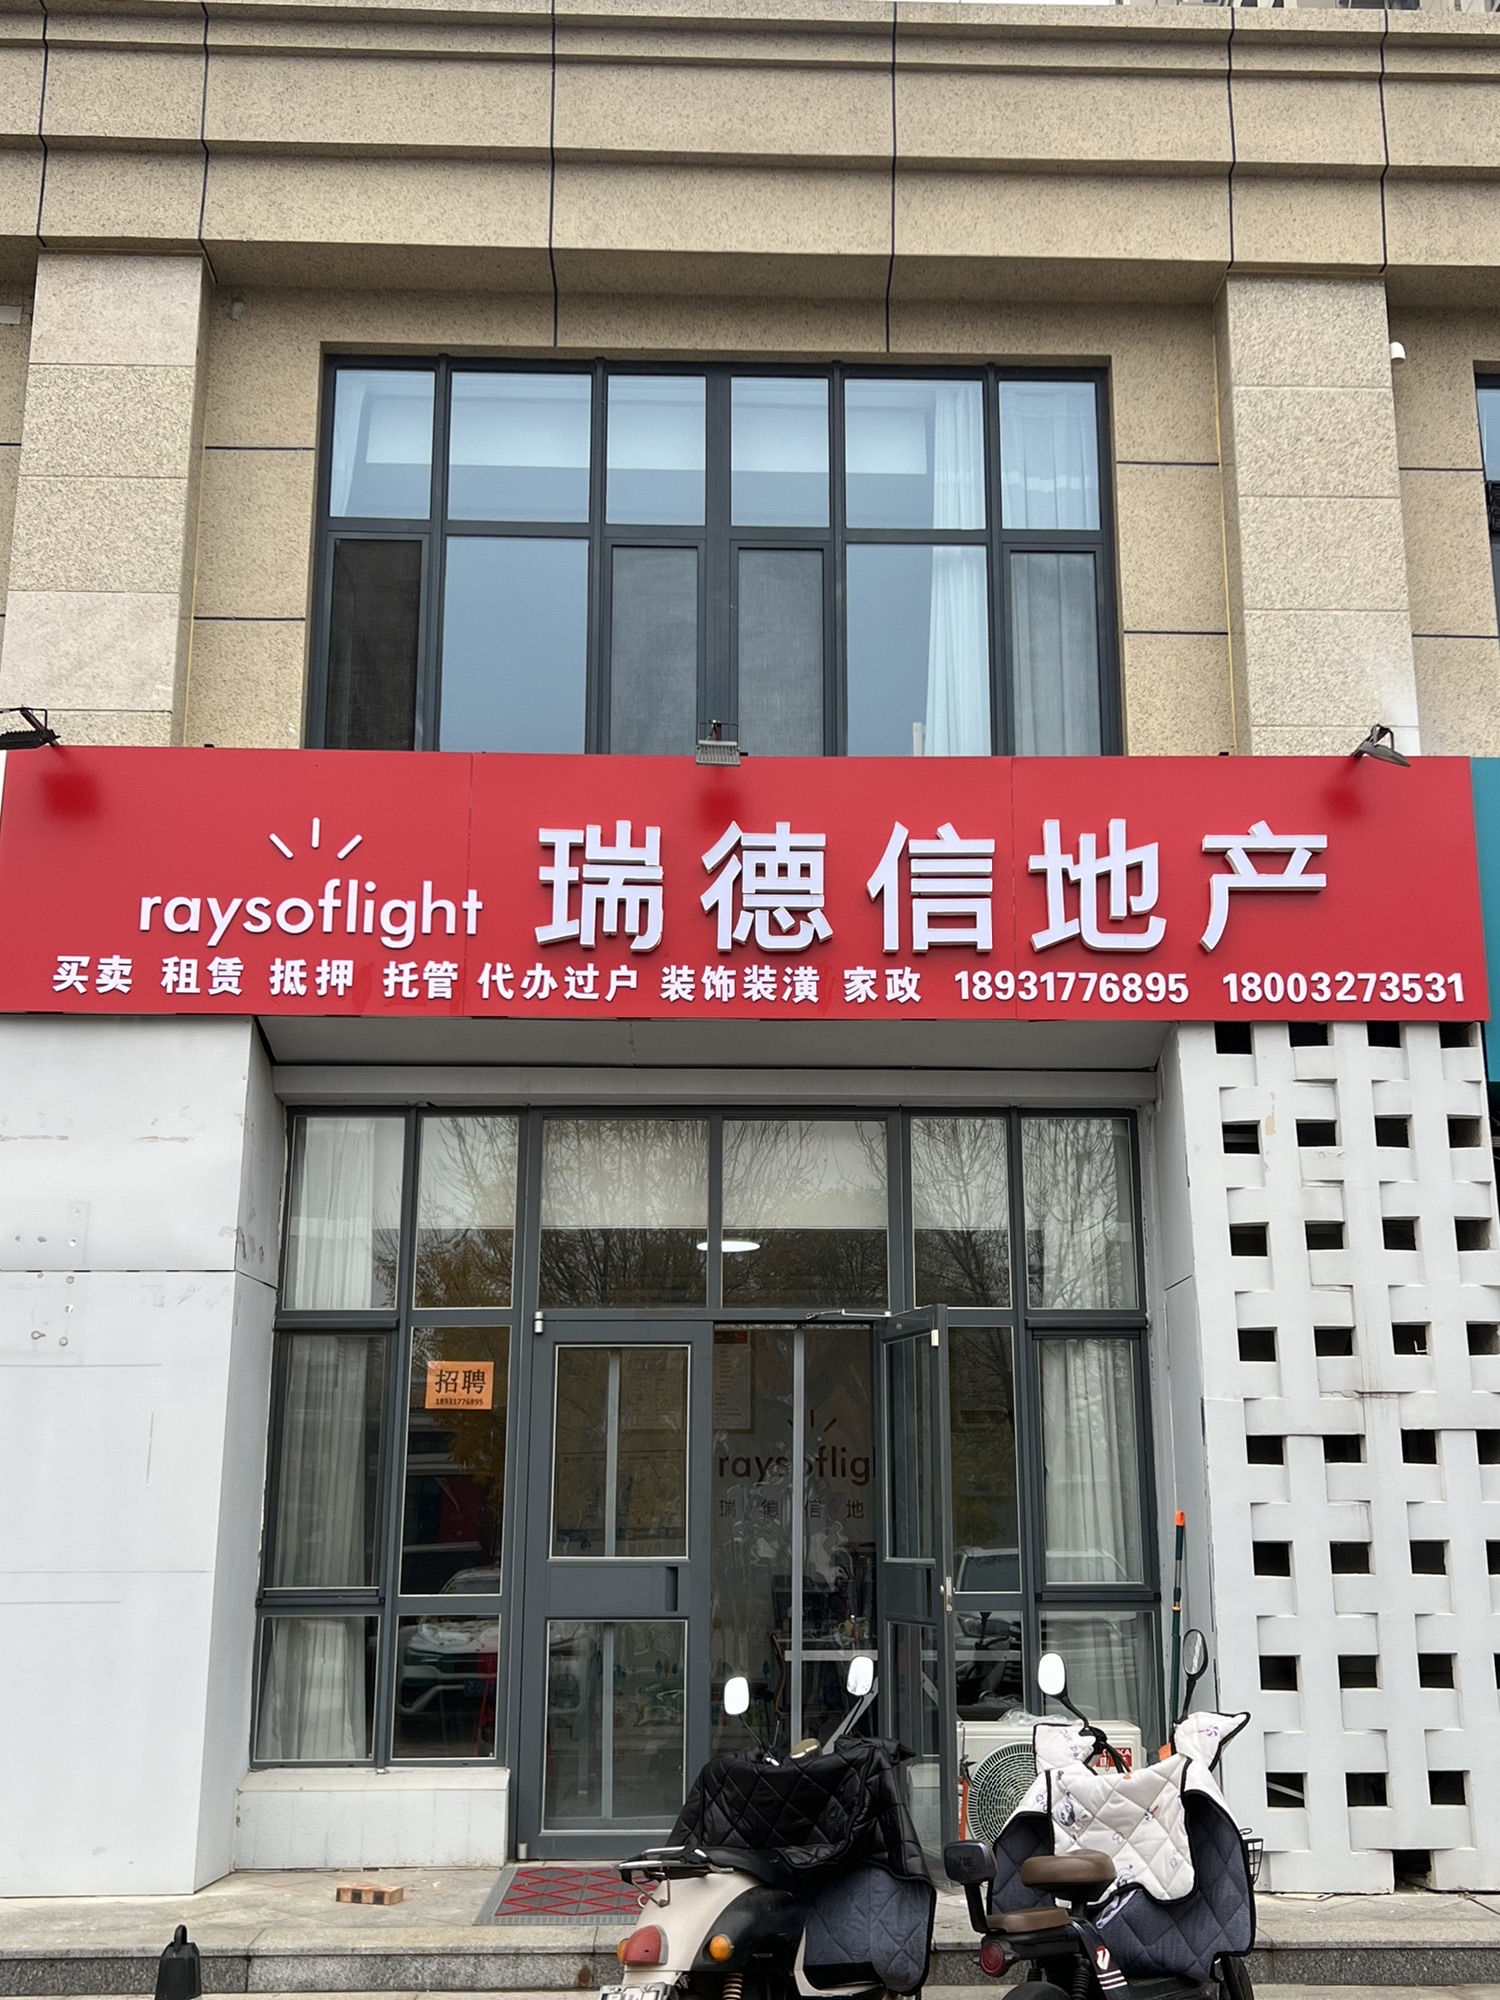 raysoflight 瑞德信地产
买卖 租赁 抵押 托管 代办过户 装饰装潢 家政 18931776895 18003273531
招聘
18931776895
raysoflig
瑞德信地